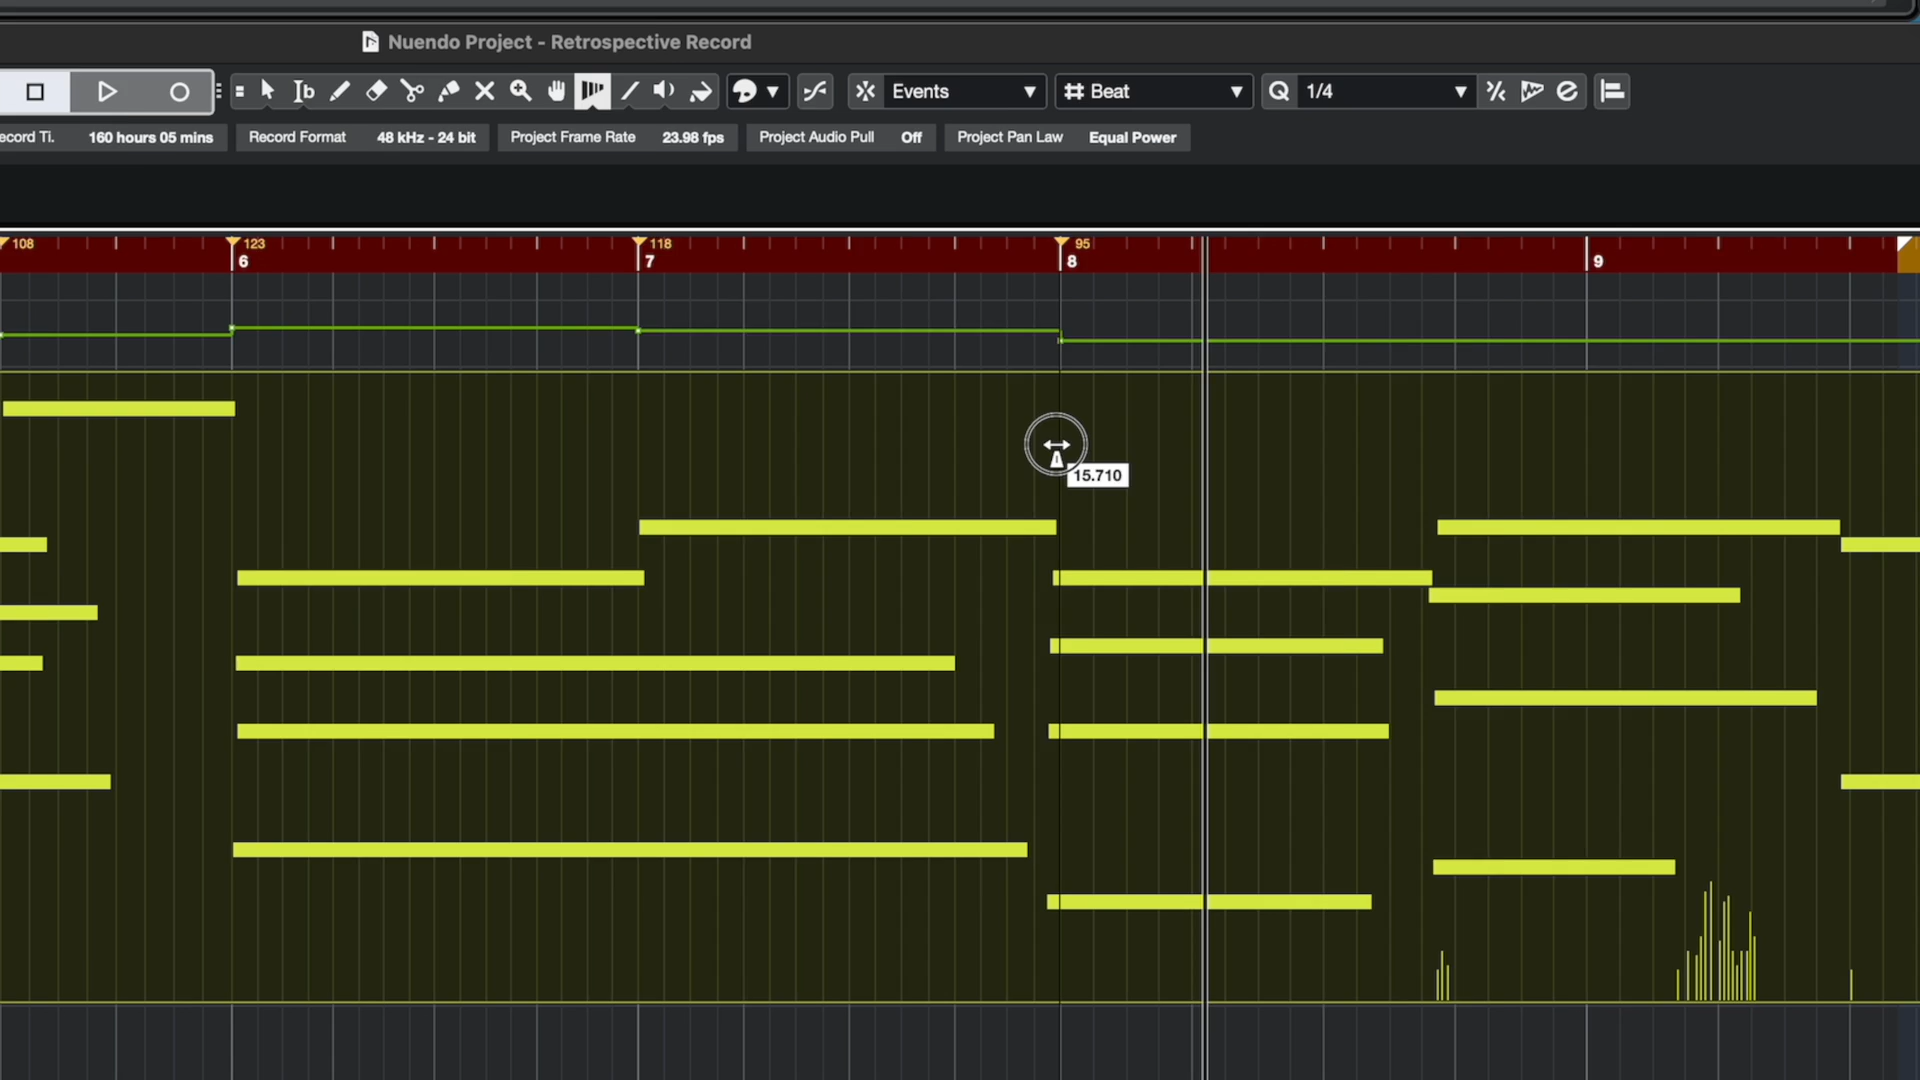 Nuendo Project - Retrospective Record
Events
Beat
Q 1/4
ecord Ti. 160 hours 05 mins
Record Format 48 kHz - 24 bit
Project Frame Rate 23.98 fps
Project Audio Pull Off
Project Pan Law Equal Power
108 123 118 95
6 7 8 9
15.710